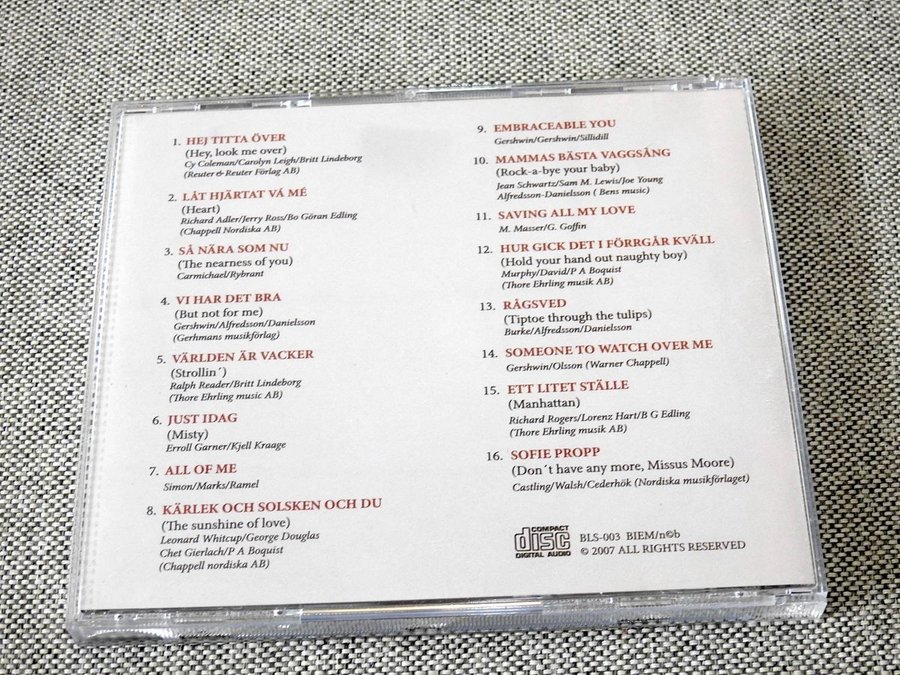 1. HEJ TITTA ÖVER
(Hey, look me over)
Cy Coleman/Carolyn Leigh/Britt Lindeborg
(Reuter & Reuter Förlag AB)
2. LÅT HJÄRTAT VÁ MÉ
(Heart)
Richard Adler/Jerry Ross/Bo Göran Edling
(Chappell Nordiska AB)
3. SÅ NÄRA SOM NU
(The nearness of you)
Carmichael/Rybrant
4. VI HAR DET BRA
(But not for me)
Gershwin/Alfredsson/Danielsson
(Gerhmans musikförlag)
5. VÄRLDEN ÄR VACKER
(Strollin´)
Ralph Reader/Britt Lindeborg
(Thore Ehrling music AB)
6. JUST IDAG
(Misty)
Erroll Garner/Kjell Kraage
7. ALL OF ME
Simon/Marks/Ramel
8. KÄRLEK OCH SOLSKEN OCH DU
(The sunshine of love)
Leonard Whitcup/George Douglas
Chet Gierlach/P A Boquist
(Chappell nordiska AB)
9. EMBRACEABLE YOU
Gershwin/Gershwin/Sillidill
10. MAMMAS BÄSTA VAGGSÅNG
(Rock-a-bye your baby)
Jean Schwartz/Sam M. Lewis/Joe Young
Alfredsson-Danielsson ( Bens music)
11. SAVING ALL MY LOVE
M. Masser/G. Goffin
12. HUR GICK DET I FÖRRGÅR KVÄLL
(Hold your hand out naughty boy)
Murphy/David/P A Boquist
(Thore Ehrling musik AB)
13. RÅGSVED
(Tiptoe through the tulips)
Burke/Alfredsson/Danielsson
14. SOMEONE TO WATCH OVER ME
Gershwin/Olsson (Warner Chappell)
15. ETT LITET STÄLLE
(Manhattan)
Richard Rogers/Lorenz Hart/B G Edling
(Thore Ehrling musik AB)
16. SOFIE PROPP
(Don´t have any more, Missus Moore)
Castling/Walsh/Cederhök (Nordiska musikförlaget)
COMPACT
disc
DIGITAL AUDIO
BLS-003 BIEM/n©b
© 2007 ALL RIGHTS RESERVED